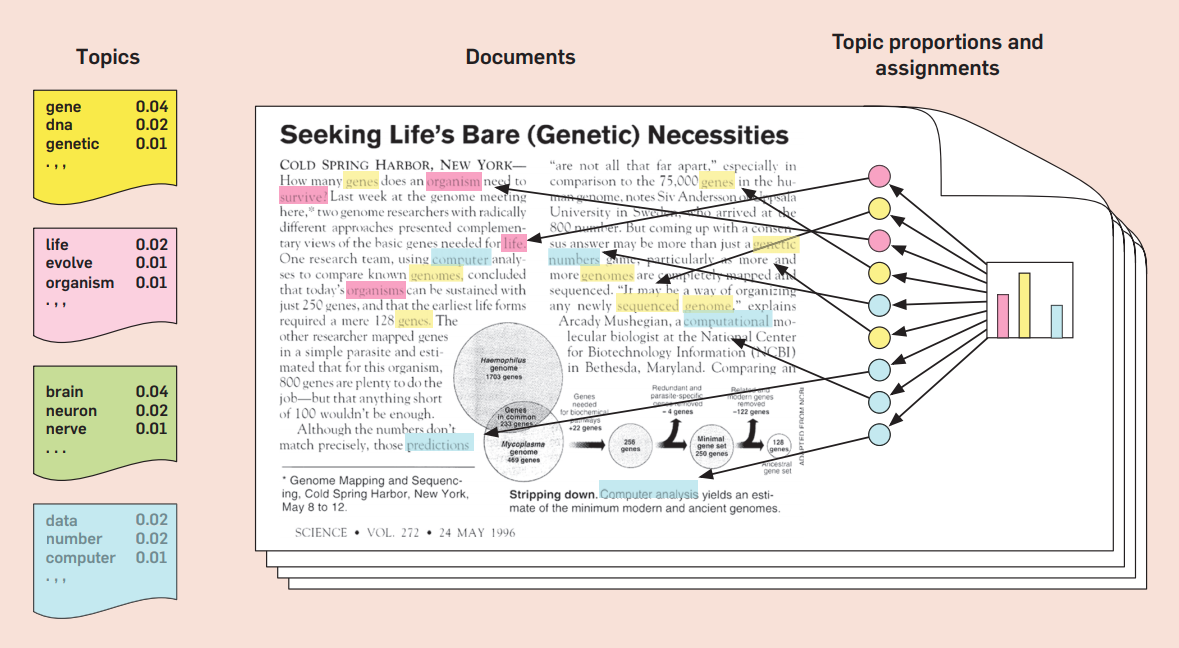 Topics
Documents
Topic proportions and
assignments
gene 0.04
dna 0.02
genetic 0.01
. , ,
life 0.02
evolve 0.01
organism 0.01
. , ,
brain 0.04
neuron 0.02
nerve 0.01
. . .
data 0.02
number 0.02
computer 0.01
. , ,
Seeking Life's Bare (Genetic) Necessities
COLD SPRING HARBOR, NEW YORK—
How many genes does an organism need to
survive? Last week at the genome meeting
here,* two genome researchers with radically
different approaches presented complemen-
tary views of the basic genes needed for life.
One research team, using computer analy-
ses to compare known genomes, concluded
that today's organisms can be sustained with
just 250 genes, and that the earliest life forms
required a mere 128 genes. The
other researcher mapped genes
in a simple parasite and esti-
mated that for this organism,
800 genes are plenty to do the
job—but that anything short
of 100 wouldn't be enough.
Although the numbers don't
match precisely, those predictions
* Genome Mapping and Sequenc-
ing, Cold Spring Harbor, New York,
May 8 to 12.
"are not all that far apart," especially in
comparison to the 75,000 genes in the hu-
man genome, notes Siv Andersson of Uppsala
University in Sweden, who arrived at the
800 number. But coming up with a consen-
sus answer may be more than just a genetic
numbers game, particularly as more and
more genomes are completely mapped and
sequenced. "It may be a way of organizing
any newly sequenced genome," explains
Arcady Mushegian, a computational mo-
lecular biologist at the National Center
for Biotechnology Information (NCBI)
in Bethesda, Maryland. Comparing an
Haemophilus
genome
1703 genes
Genes
in common
233 genes
Mycoplasma
genome
469 genes
Genes
needed
for biochemical
pathways
+22 genes
256
genes
Redundant and
parasite-specific
genes removed
– 4 genes
Minimal
gene set
250 genes
Related and
modern genes
removed
–122 genes
128
genes
Ancestral
gene set
ADAPTED FROM NCBI
Stripping down. Computer analysis yields an esti-
mate of the minimum modern and ancient genomes.
SCIENCE • VOL. 272 • 24 MAY 1996